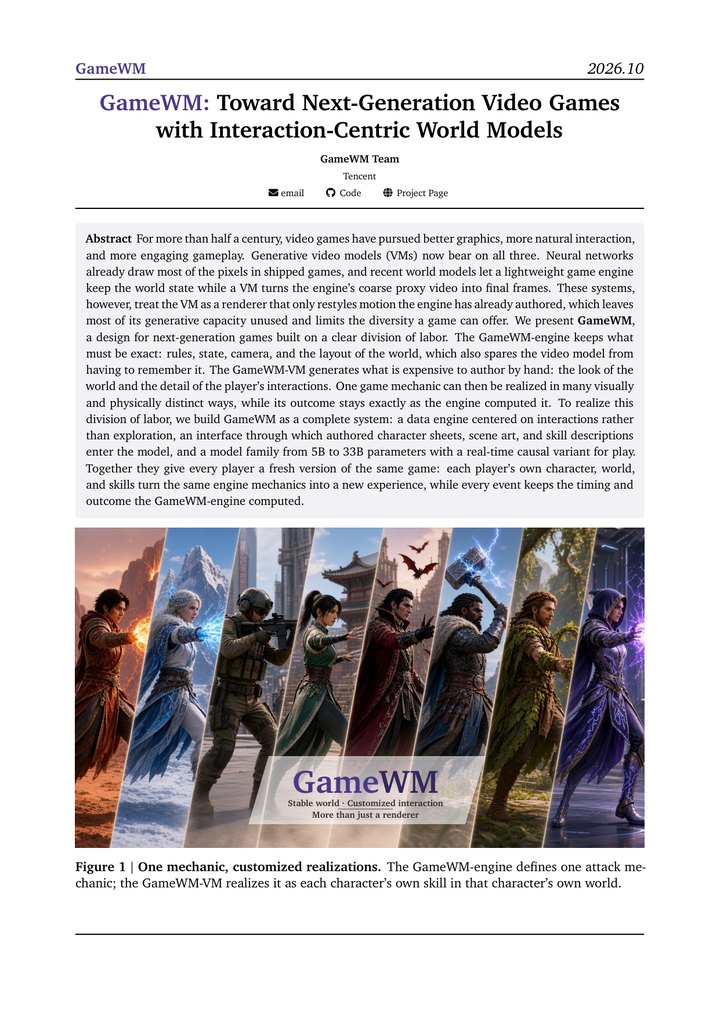 GameWM
2026.10
GameWM: Toward Next-Generation Video Games
with Interaction-Centric World Models
GameWM Team
Tencent
email Code Project Page
Abstract For more than half a century, video games have pursued better graphics, more natural interaction,
and more engaging gameplay. Generative video models (VMs) now bear on all three. Neural networks
already draw most of the pixels in shipped games, and recent world models let a lightweight game engine
keep the world state while a VM turns the engine's coarse proxy video into final frames. These systems,
however, treat the VM as a renderer that only restyles motion the engine has already authored, which leaves
most of its generative capacity unused and limits the diversity a game can offer. We present GameWM,
a design for next-generation games built on a clear division of labor. The GameWM-engine keeps what
must be exact: rules, state, camera, and the layout of the world, which also spares the video model from
having to remember it. The GameWM-VM generates what is expensive to author by hand: the look of the
world and the detail of the player's interactions. One game mechanic can then be realized in many visually
and physically distinct ways, while its outcome stays exactly as the engine computed it. To realize this
division of labor, we build GameWM as a complete system: a data engine centered on interactions rather
than exploration, an interface through which authored character sheets, scene art, and skill descriptions
enter the model, and a model family from 5B to 33B parameters with a real-time causal variant for play.
Together they give every player a fresh version of the same game: each player's own character, world,
and skills turn the same engine mechanics into a new experience, while every event keeps the timing and
outcome the GameWM-engine computed.
GameWM
Stable world · Customized interaction
More than just a renderer
Figure 1 | One mechanic, customized realizations. The GameWM-engine defines one attack me-
chanic; the GameWM-VM realizes it as each character's own skill in that character's own world.